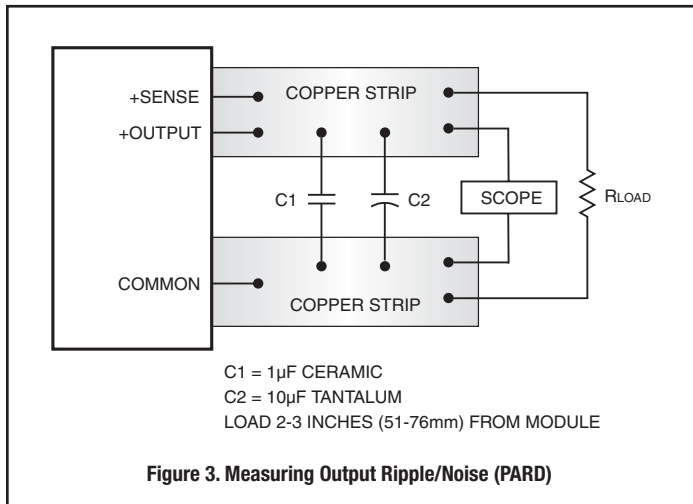 +SENSE
COPPER STRIP
+OUTPUT
C1
C2
SCOPE
RLOAD
COMMON
COPPER STRIP
C1 = 1µF CERAMIC
C2 = 10µF TANTALUM
LOAD 2-3 INCHES (51-76mm) FROM MODULE
Figure 3. Measuring Output Ripple/Noise (PARD)